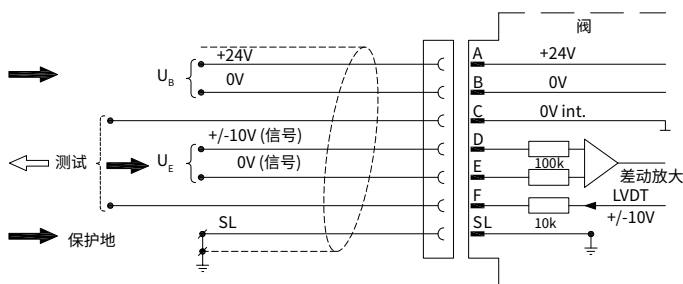 阀
+24V
A
+24V
U_B
0V
B
0V
C
0V int.
+/-10V (信号)
D
测试
U_E
0V (信号)
E
100k
差动放大
F
LVDT
SL
SL
10k
+/-10V
保护地